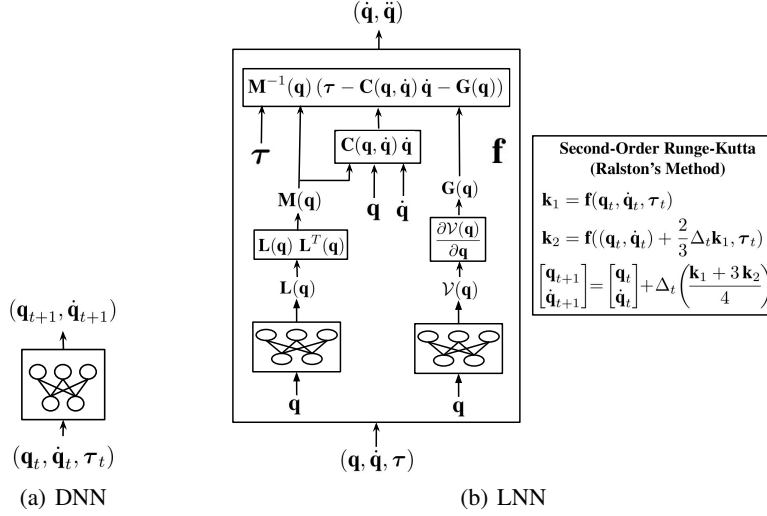 (q̇, q̈)
M⁻¹(q) (τ − C(q, q̇) q̇ − G(q))
τ
C(q, q̇) q̇
f
M(q)
q
q̇
G(q)
L(q) Lᵀ(q)
∂𝒱(q)
∂q
L(q)
𝒱(q)
q
q
(q, q̇, τ)
(b) LNN
Second-Order Runge-Kutta
(Ralston's Method)
k₁ = f(qₜ, q̇ₜ, τₜ)
k₂ = f((qₜ, q̇ₜ) + 2/3 Δₜk₁, τₜ)
[qₜ₊₁; q̇ₜ₊₁] = [qₜ; q̇ₜ] + Δₜ((k₁ + 3 k₂)/4)
(qₜ₊₁, q̇ₜ₊₁)
(qₜ, q̇ₜ, τₜ)
(a) DNN